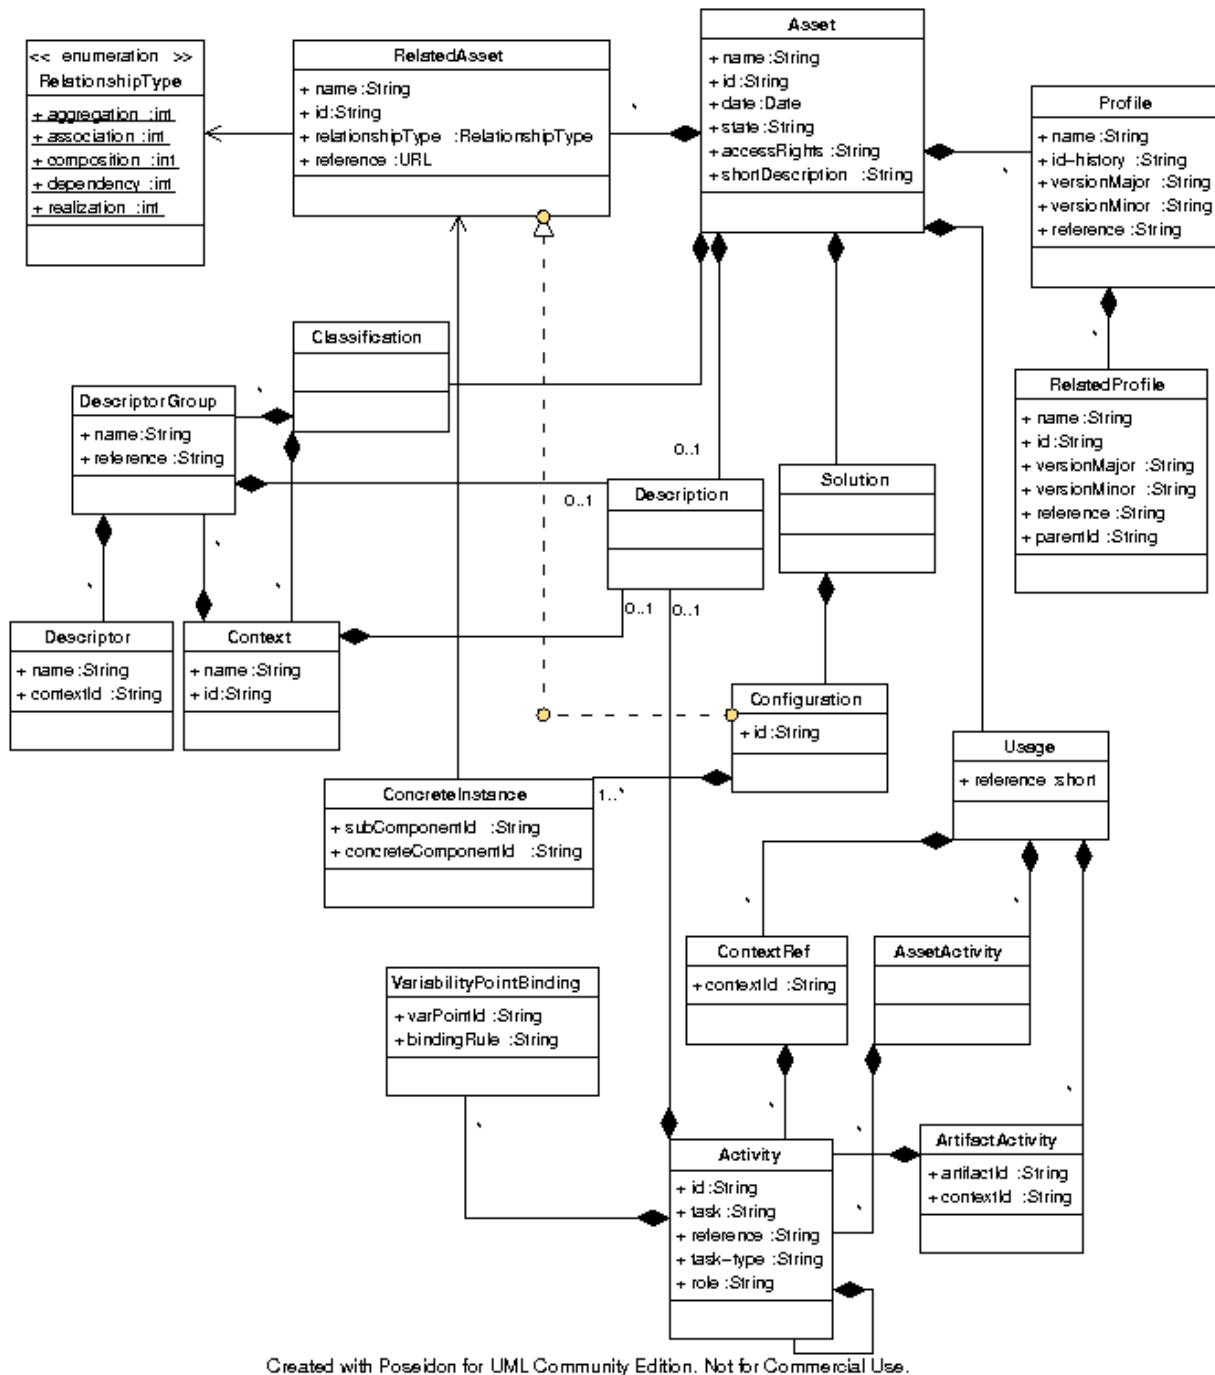 Asset
+ name :String
+ id :String
+ date :Date
+ state :String
+ accessRights :String
+ shortDescription :String
<< enumeration >>
RelationshipType
+ aggregation :int
+ association :int
+ composition :int
+ dependency :int
+ realization :int
RelatedAsset
+ name :String
+ id :String
+ relationshipType :RelationshipType
+ reference :URL
*
Profile
+ name :String
+ id-history :String
+ versionMajor :String
+ versionMinor :String
+ reference :String
*
*
RelatedProfile
+ name :String
+ id :String
+ versionMajor :String
+ versionMinor :String
+ reference :String
+ parentId :String
Classification
DescriptorGroup
+ name :String
+ reference :String
*
0..1
0..1
Description
0..1
0..1
Solution
*
*
*
Descriptor
+ name :String
+ contextId :String
Context
+ name :String
+ id :String
Configuration
+ id :String
Usage
+ reference :short
1..*
ConcreteInstance
+ subComponentId :String
+ concreteComponentId :String
*
*
ContextRef
+ contextId :String
AssetActivity
VariabilityPointBinding
+ varPointId :String
+ bindingRule :String
*
*
*
*
ArtifactActivity
+ artifactId :String
+ contextId :String
Activity
+ id :String
+ task :String
+ reference :String
+ task-type :String
+ role :String
*
Created with Poseidon for UML Community Edition. Not for Commercial Use.